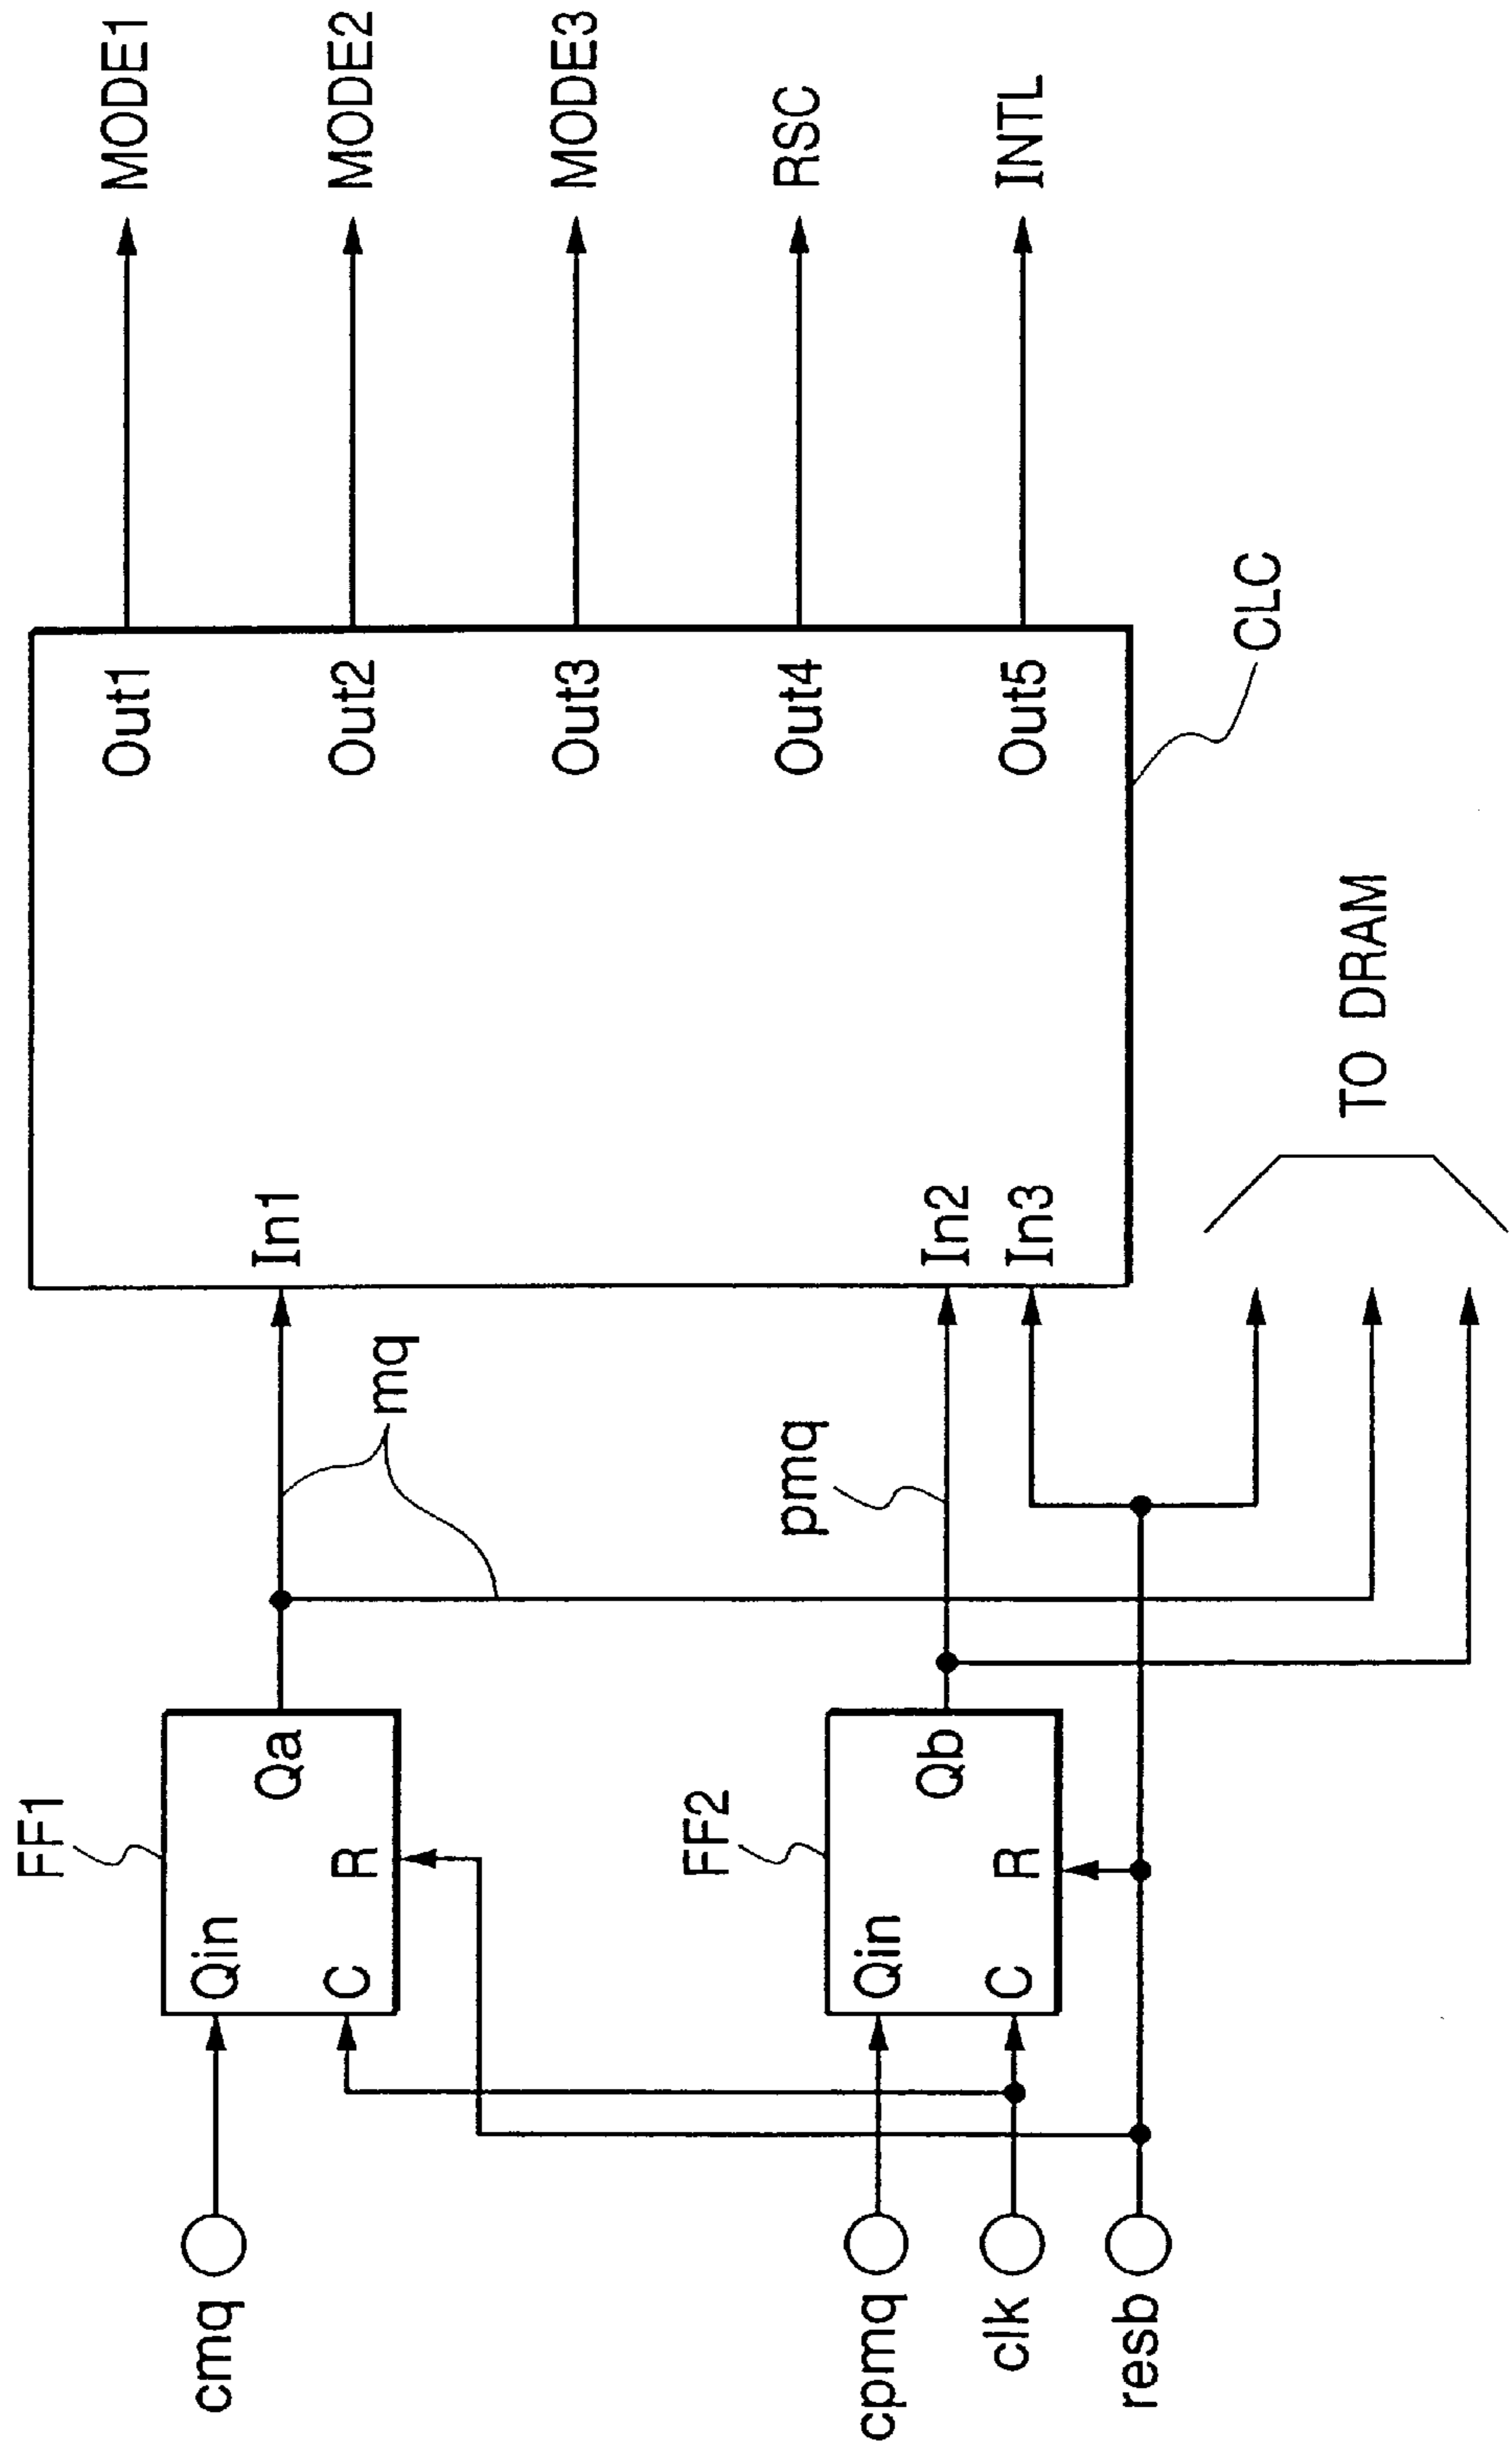 FF1
cmq
Qin
Qa
C
R
mq
In1
Out1
MODE1
Out2
MODE2
Out3
MODE3
Out4
RSC
Out5
INTL
FF2
cpmq
Qin
Qb
C
R
pmq
In2
In3
clk
resb
CLC
TO DRAM